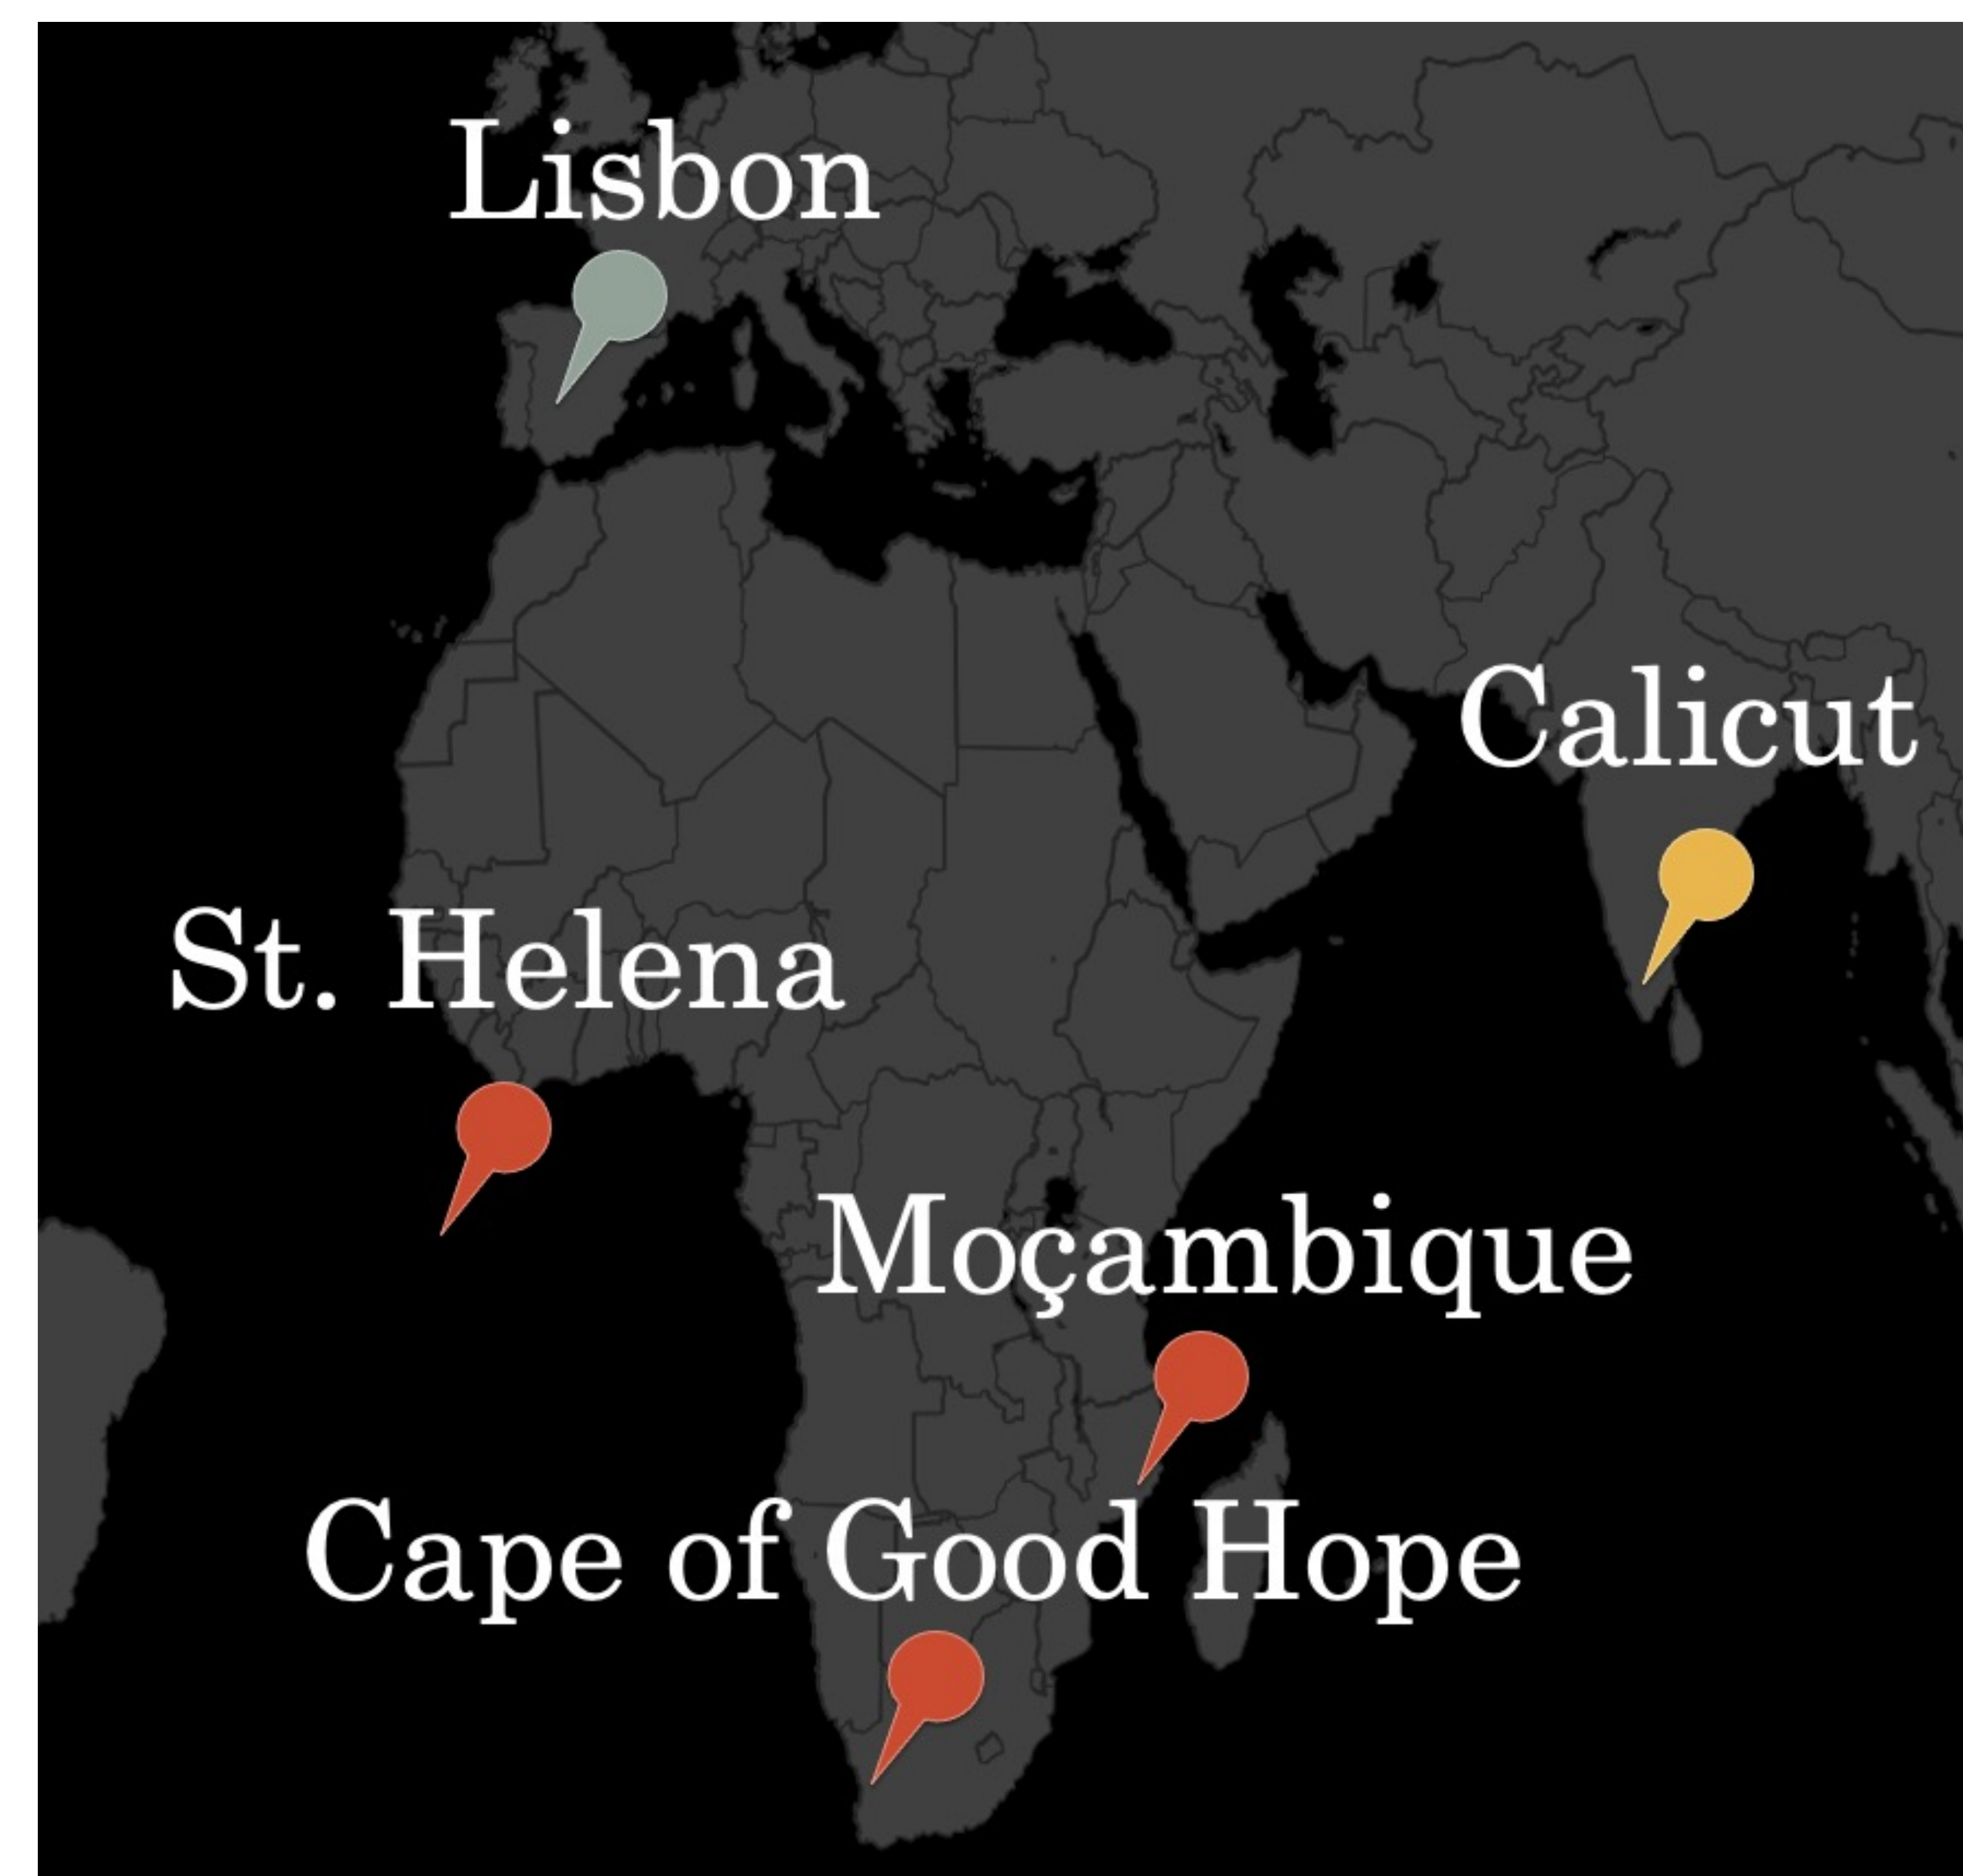 Lisbon
Calicut
St. Helena
Moçambique
Cape of Good Hope